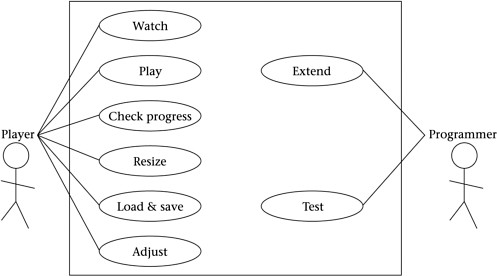 Watch
Play
Extend
Check progress
Player
Programmer
Resize
Load & save
Test
Adjust